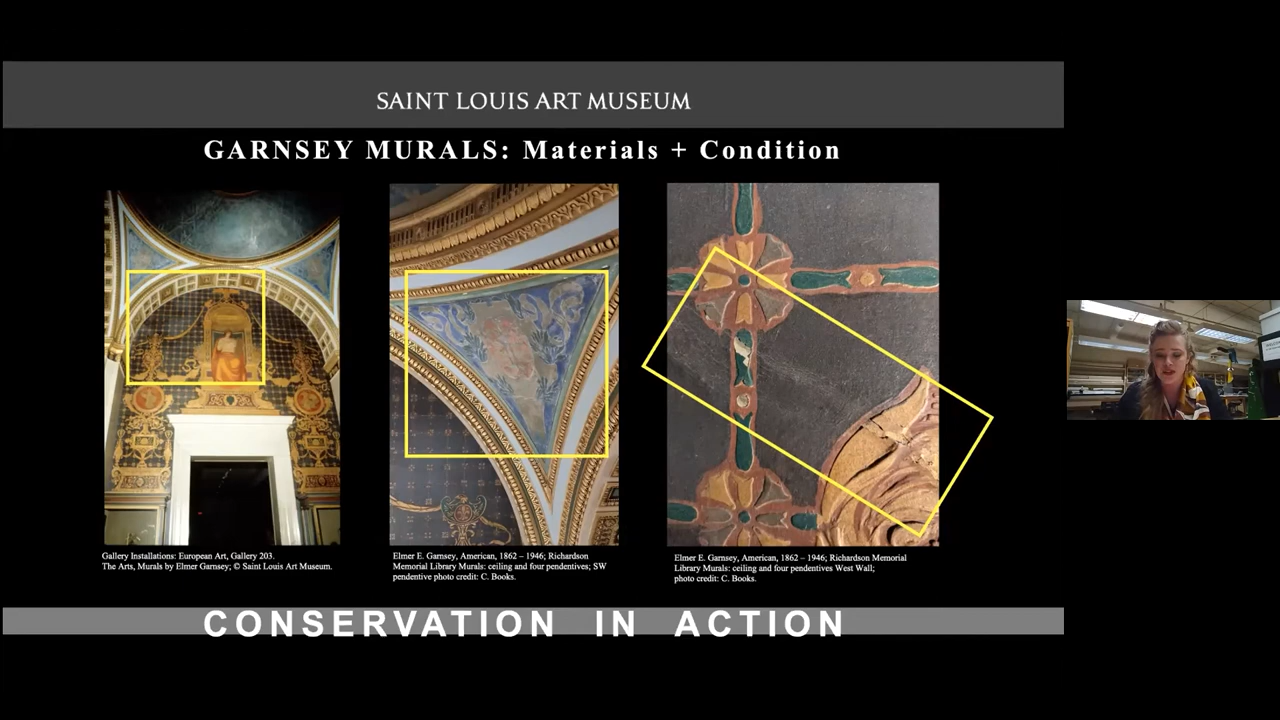 SAINT LOUIS ART MUSEUM
GARNSEY MURALS: Materials + Condition
Gallery Installations: European Art, Gallery 203.
The Arts, Murals by Elmer Garnsey; © Saint Louis Art Museum.
Elmer E. Garnsey, American, 1862 – 1946; Richardson
Memorial Library Murals: ceiling and four pendentives; SW
pendentive photo credit: C. Books.
Elmer E. Garnsey, American, 1862 – 1946; Richardson Memorial
Library Murals: ceiling and four pendentives West Wall;
photo credit: C. Books.
CONSERVATION IN ACTION